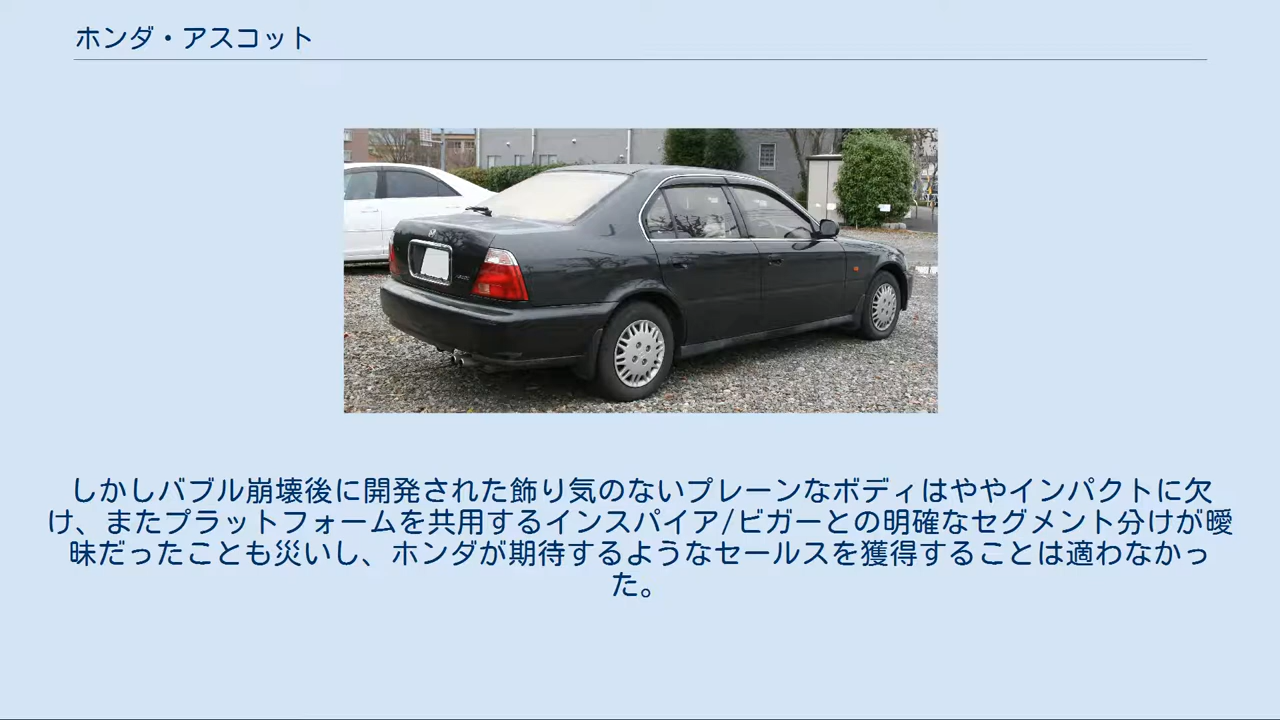 ホンダ・アスコット
しかしバブル崩壊後に開発された飾り気のないプレーンなボディはややインパクトに欠
け、またプラットフォームを共用するインスパイア/ビガーとの明確なセグメント分けが曖
昧だったことも災いし、ホンダが期待するようなセールスを獲得することは適わなかっ
た。